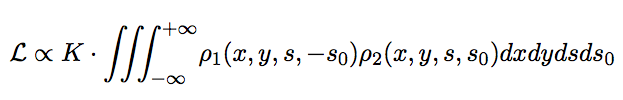 ℒ ∝ K · ∭_{−∞}^{+∞} ρ₁(x, y, s, −s₀)ρ₂(x, y, s, s₀)dxdydsds₀